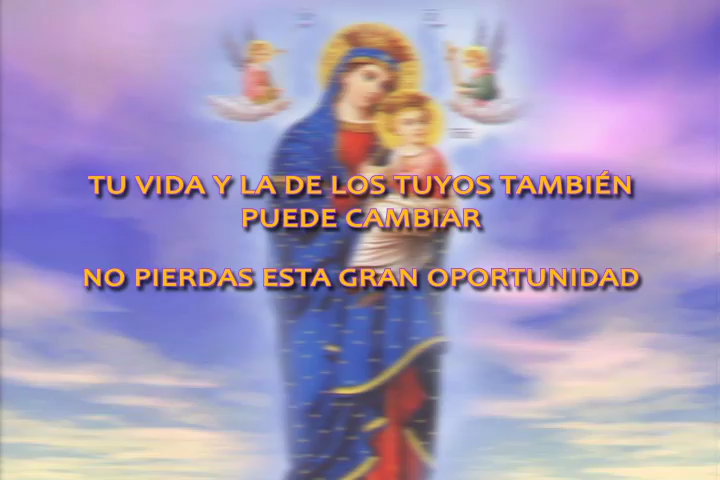 TU VIDA Y LA DE LOS TUYOS TAMBIÉN
PUEDE CAMBIAR
NO PIERDAS ESTA GRAN OPORTUNIDAD